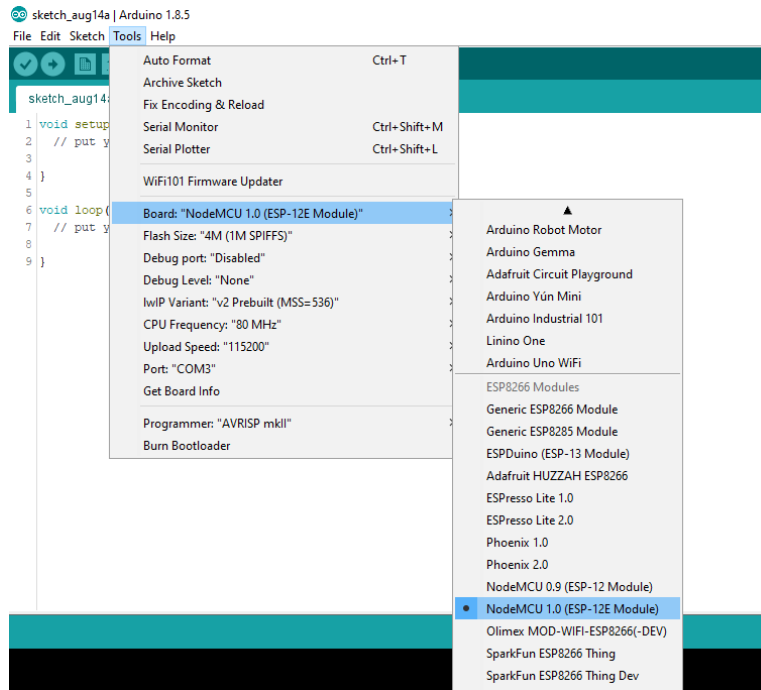 sketch_aug14a | Arduino 1.8.5
File Edit Sketch Tools Help
sketch_aug14a
Auto Format Ctrl+T
Archive Sketch
Fix Encoding & Reload
Serial Monitor Ctrl+Shift+M
Serial Plotter Ctrl+Shift+L
WiFi101 Firmware Updater
Board: "NodeMCU 1.0 (ESP-12E Module)"
Flash Size: "4M (1M SPIFFS)"
Debug port: "Disabled"
Debug Level: "None"
IwIP Variant: "v2 Prebuilt (MSS=536)"
CPU Frequency: "80 MHz"
Upload Speed: "115200"
Port: "COM3"
Get Board Info
Programmer: "AVRISP mkII"
Burn Bootloader
1 void setup
2 // put y
3
4 }
5
6 void loop(
7 // put y
8
9 }
Arduino Robot Motor
Arduino Gemma
Adafruit Circuit Playground
Arduino Yún Mini
Arduino Industrial 101
Linino One
Arduino Uno WiFi
ESP8266 Modules
Generic ESP8266 Module
Generic ESP8285 Module
ESPDuino (ESP-13 Module)
Adafruit HUZZAH ESP8266
ESPresso Lite 1.0
ESPresso Lite 2.0
Phoenix 1.0
Phoenix 2.0
NodeMCU 0.9 (ESP-12 Module)
NodeMCU 1.0 (ESP-12E Module)
Olimex MOD-WIFI-ESP8266(-DEV)
SparkFun ESP8266 Thing
SparkFun ESP8266 Thing Dev